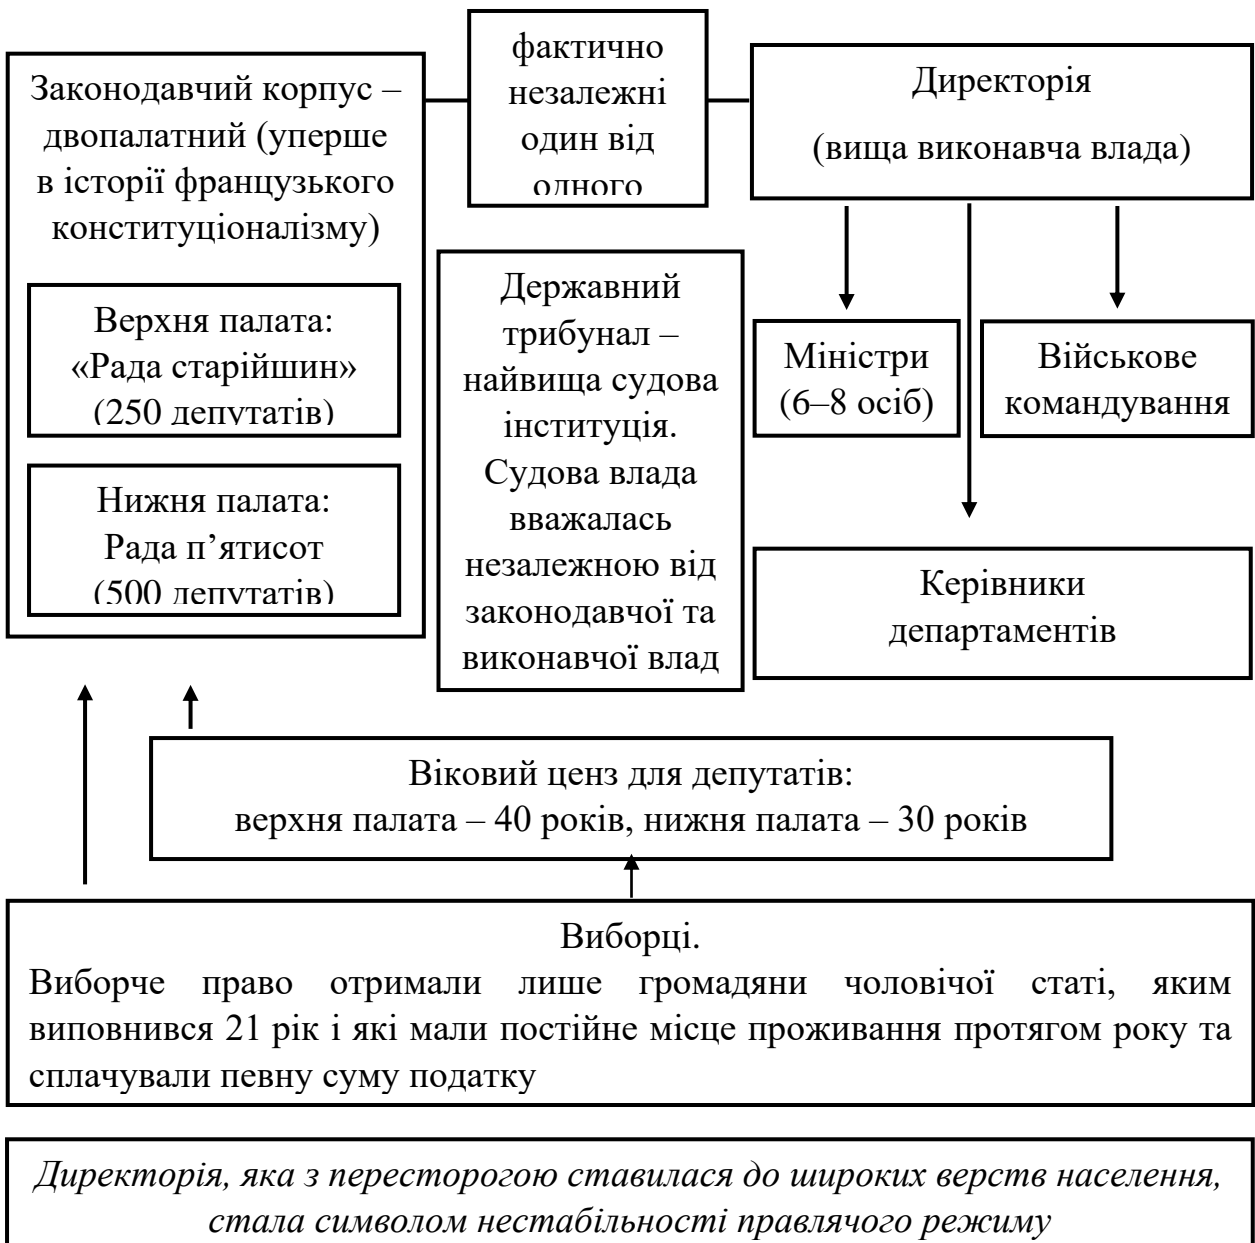 Законодавчий корпус –
двопалатний (уперше
в історії французького
конституціоналізму)
Верхня палата:
«Рада старійшин»
(250 депутатів)
Нижня палата:
Рада п’ятисот
(500 депутатів)
фактично
незалежні
один від
одного
Директорія
(вища виконавча влада)
Державний
трибунал –
найвища судова
інституція.
Судова влада
вважалась
незалежною від
законодавчої та
виконавчої влад
Міністри
(6–8 осіб)
Військове
командування
Керівники
департаментів
Віковий ценз для депутатів:
верхня палата – 40 років, нижня палата – 30 років
Виборці.
Виборче право отримали лише громадяни чоловічої статі, яким
виповнився 21 рік і які мали постійне місце проживання протягом року та
сплачували певну суму податку
Директорія, яка з пересторогою ставилася до широких верств населення,
стала символом нестабільності правлячого режиму